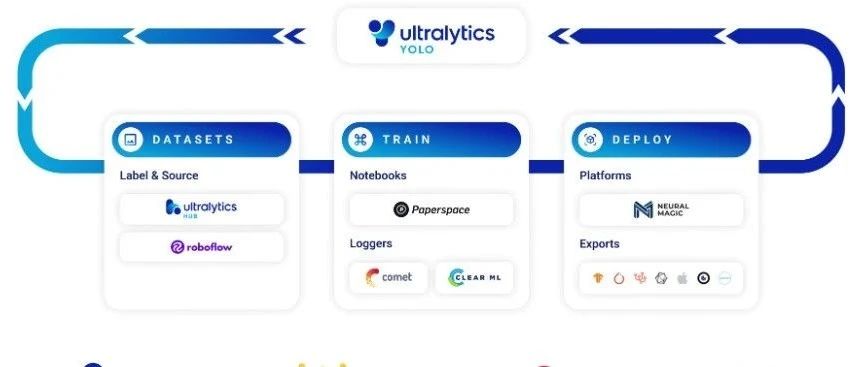 ultralytics
YOLO
DATASETS
Label & Source
ultralytics
HUB
roboflow
TRAIN
Notebooks
Paperspace
Loggers
comet
CLEAR ML
DEPLOY
Platforms
NEURAL
MAGIC
Exports